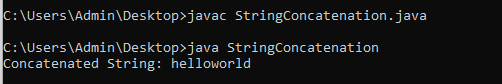 C:\Users\Admin\Desktop>javac StringConcatenation.java
C:\Users\Admin\Desktop>java StringConcatenation
Concatenated String: helloworld